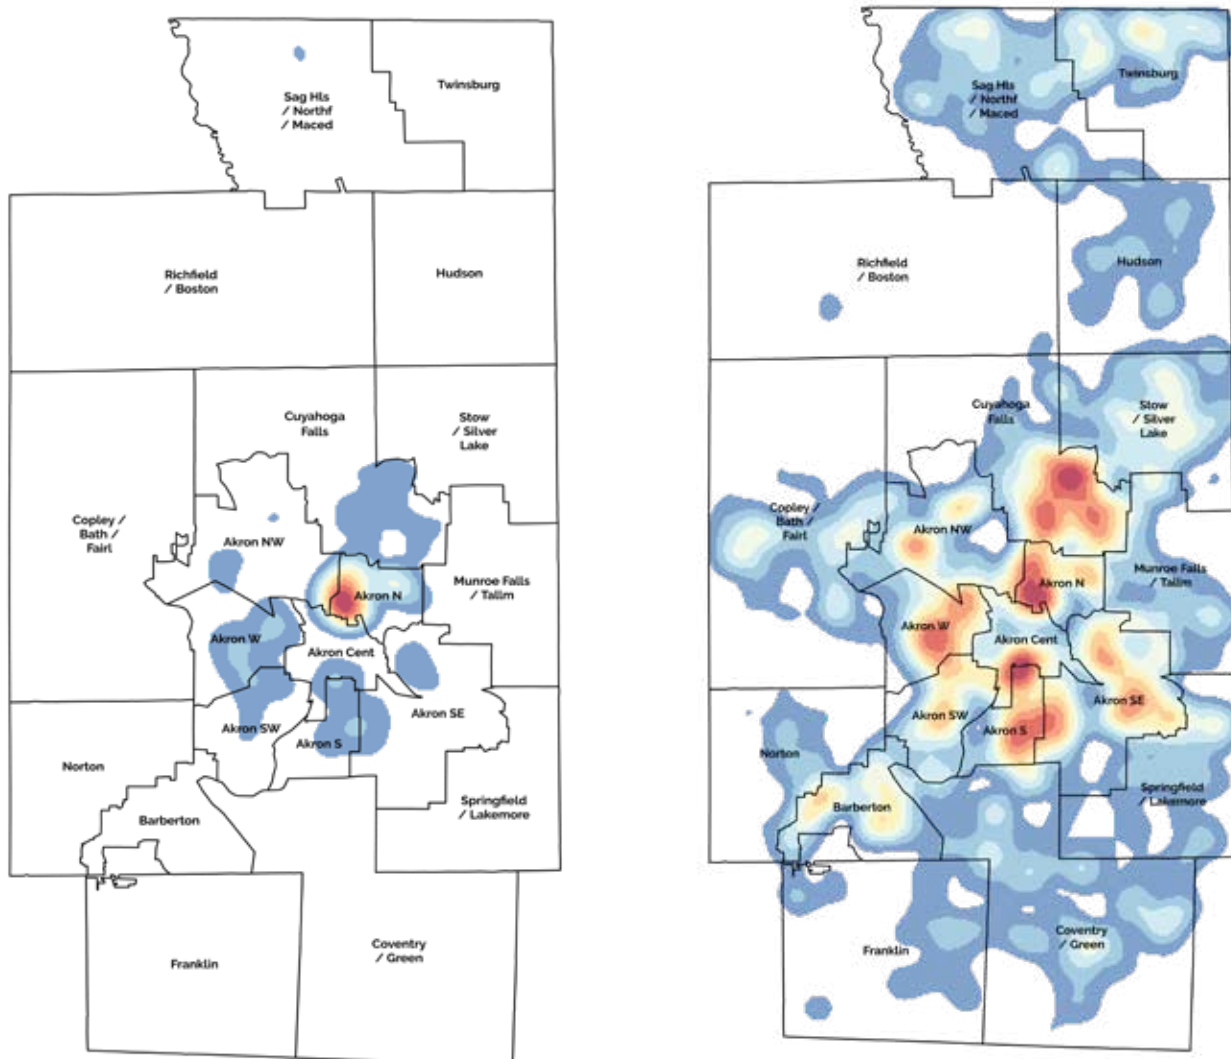 Sag Hls
/ Northf
/ Maced
Twinsburg
Richfield
/ Boston
Hudson
Cuyahoga
Falls
Stow
/ Silver
Lake
Copley /
Bath /
Fairl
Akron NW
Akron N
Munroe Falls
/ Tallm
Akron W
Akron Cent
Akron SE
Akron SW
Akron S
Norton
Barberton
Springfield
/ Lakemore
Franklin
Coventry
/ Green
Sag Hls
/ Northf
/ Maced
Twinsburg
Richfield
/ Boston
Hudson
Cuyahoga
Falls
Stow
/ Silver
Lake
Copley /
Bath /
Fairl
Akron NW
Akron N
Munroe Falls
/ Tallm
Akron W
Akron Cent
Akron SE
Akron SW
Akron S
Norton
Barberton
Springfield
/ Lakemore
Franklin
Coventry
/ Green